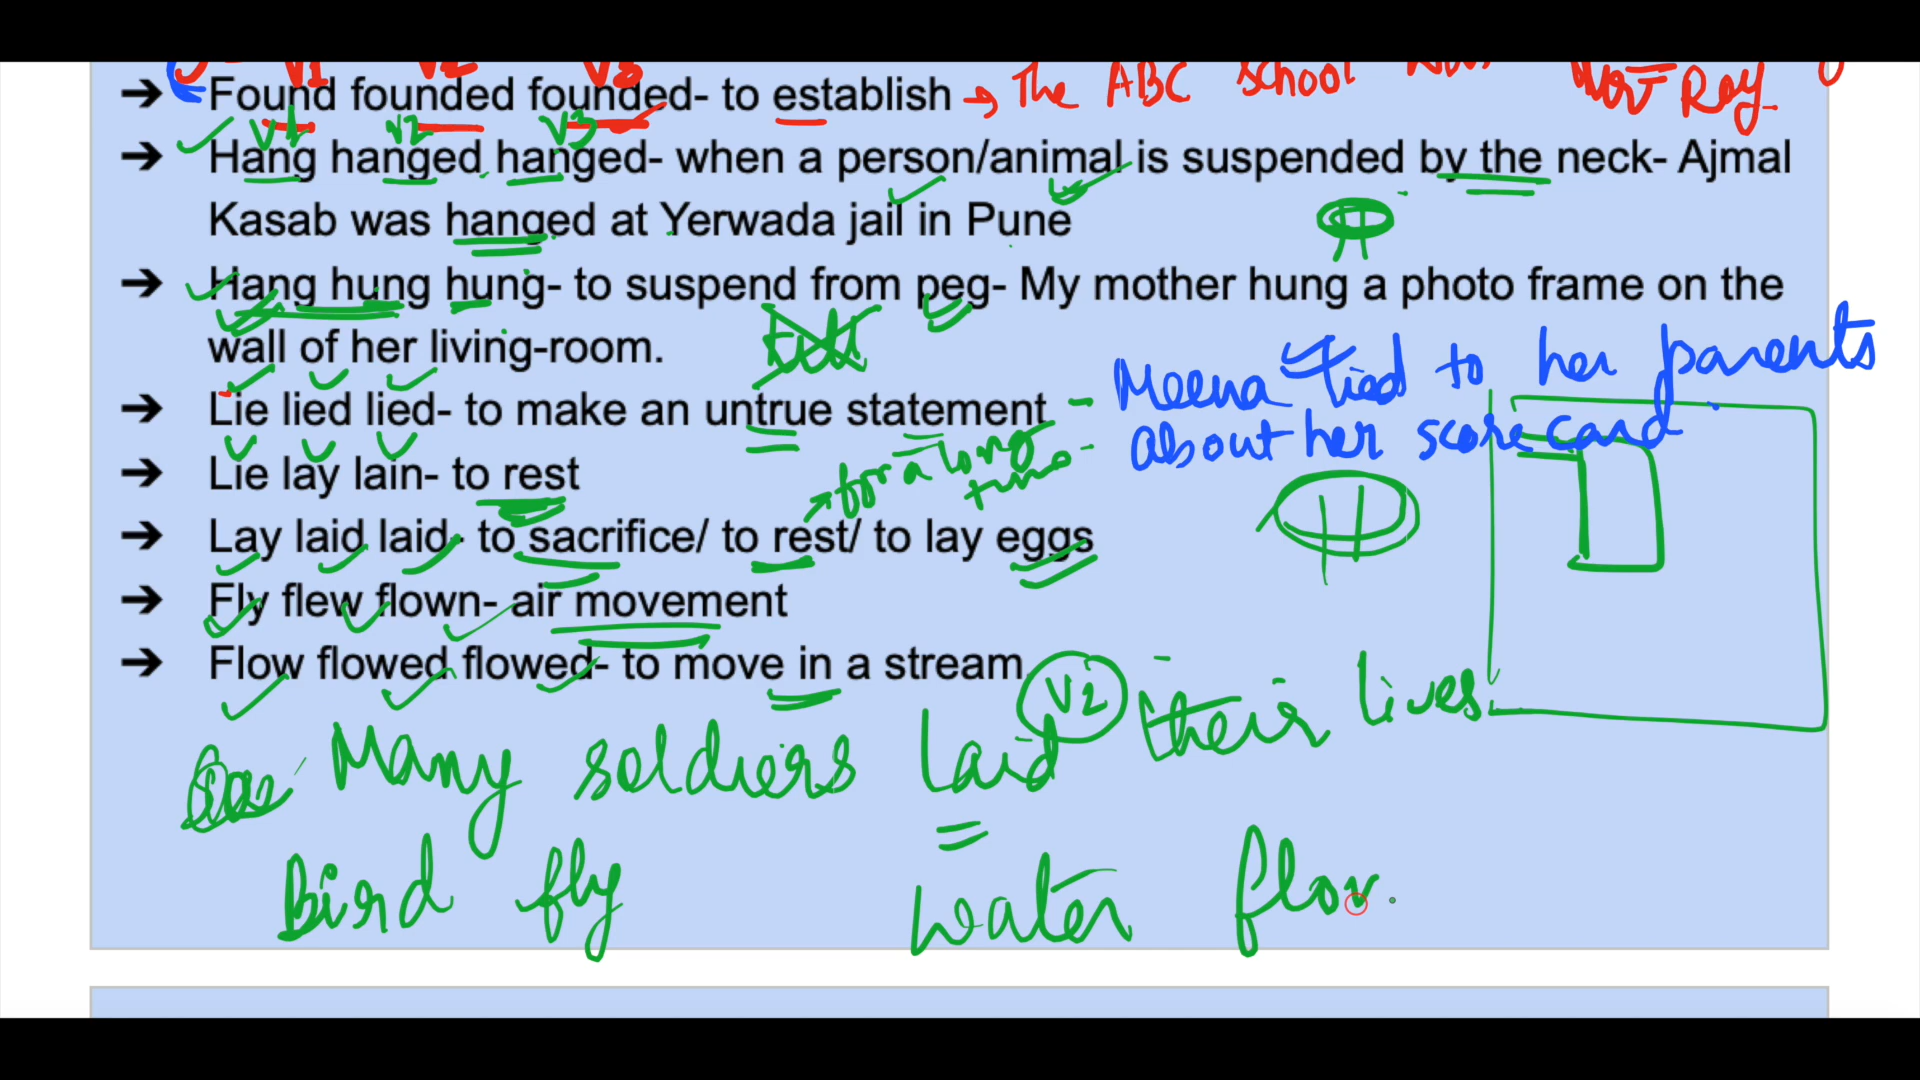 V1 V2 V3
➔ Found founded founded- to establish → The ABC school Mr Roy.
V1 V2 V3
➔ Hang hanged hanged- when a person/animal is suspended by the neck- Ajmal
Kasab was hanged at Yerwada jail in Pune
➔ Hang hung hung- to suspend from peg- My mother hung a photo frame on the
wall of her living-room.
➔ Lie lied lied- to make an untrue statement - Meena lied to her parents
about her score card.
➔ Lie lay lain- to rest
for a long time
➔ Lay laid laid- to sacrifice/ to rest/ to lay eggs
➔ Fly flew flown- air movement
➔ Flow flowed flowed- to move in a stream
V2
Many soldiers laid their lives.
Bird fly
Water flow